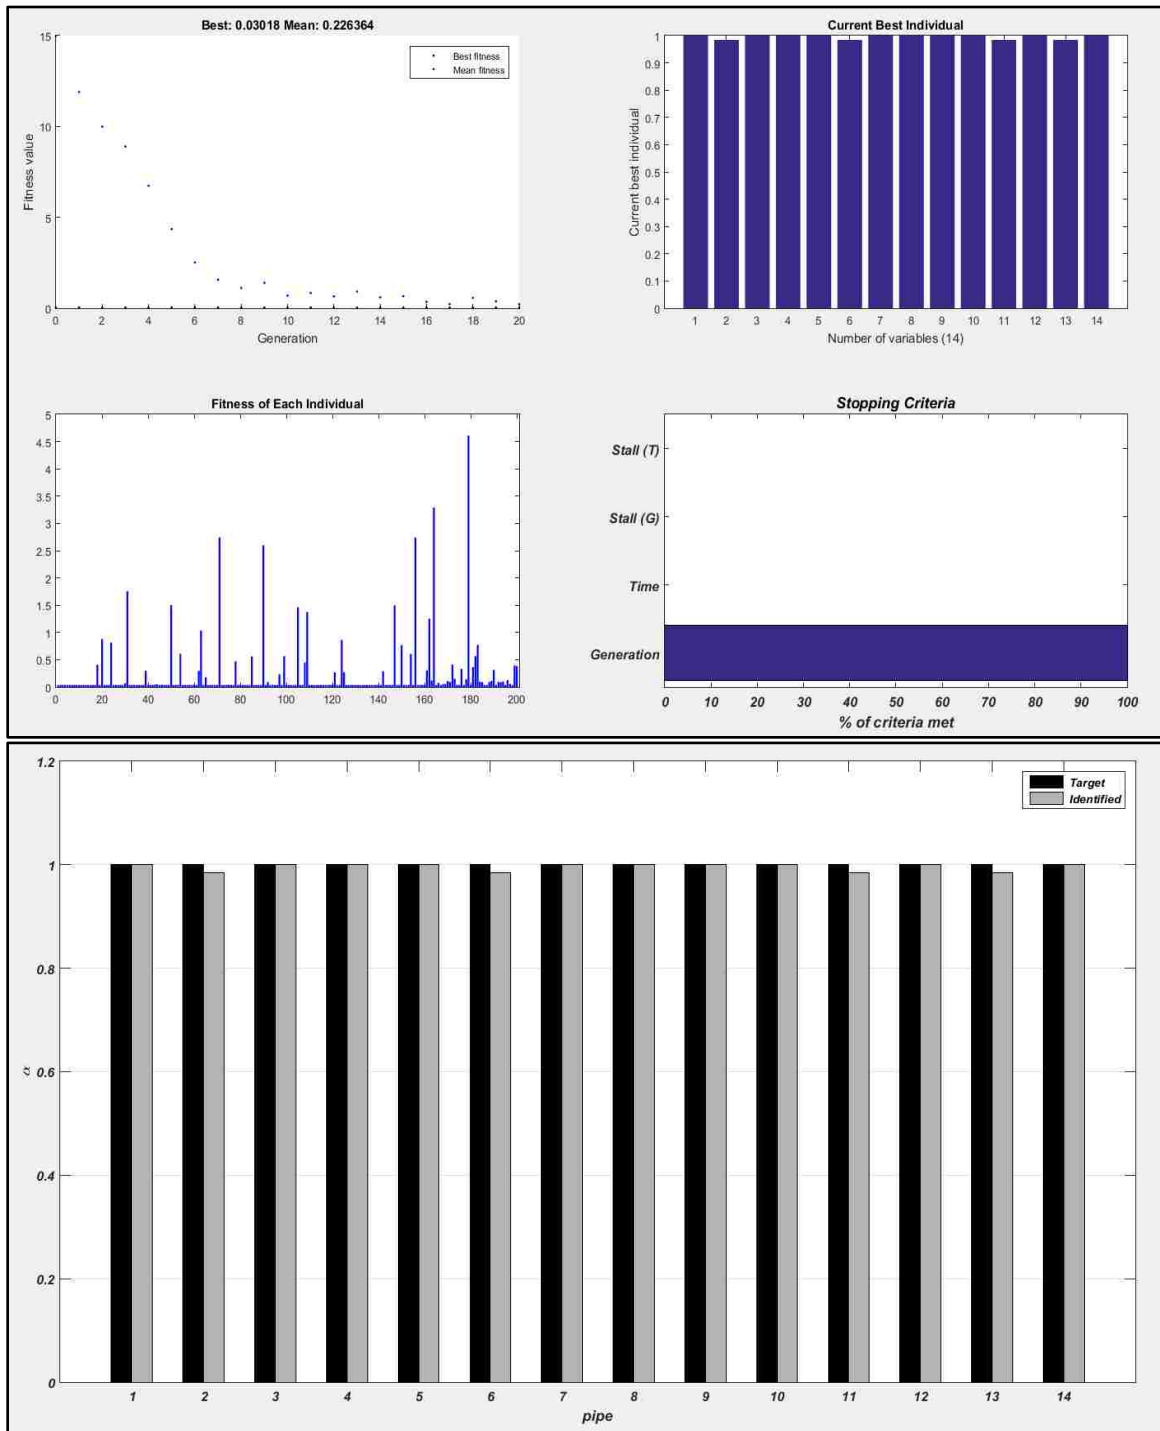 Best: 0.03018 Mean: 0.226364
15
10
5
0
Fitness value
Best fitness
Mean fitness
0 2 4 6 8 10 12 14 16 18 20
Generation
Current Best Individual
1
0.9
0.8
0.7
0.6
0.5
0.4
0.3
0.2
0.1
0
Current best individual
1 2 3 4 5 6 7 8 9 10 11 12 13 14
Number of variables (14)
Fitness of Each Individual
5
4.5
4
3.5
3
2.5
2
1.5
1
0.5
0
0 20 40 60 80 100 120 140 160 180 200
Stopping Criteria
Stall (T)
Stall (G)
Time
Generation
0 10 20 30 40 50 60 70 80 90 100
% of criteria met
1.2
1
0.8
0.6
0.4
0.2
0
α
Target
Identified
1 2 3 4 5 6 7 8 9 10 11 12 13 14
pipe